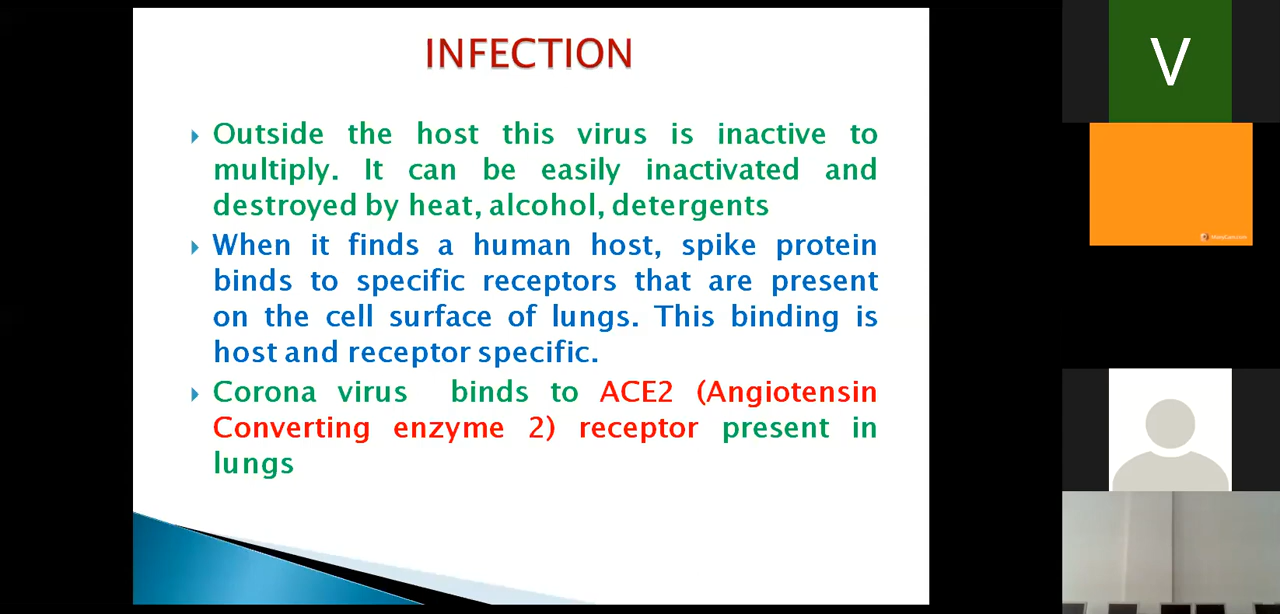 INFECTION
Outside the host this virus is inactive to
multiply. It can be easily inactivated and
destroyed by heat, alcohol, detergents
When it finds a human host, spike protein
binds to specific receptors that are present
on the cell surface of lungs. This binding is
host and receptor specific.
Corona virus binds to ACE2 (Angiotensin
Converting enzyme 2) receptor present in
lungs
V